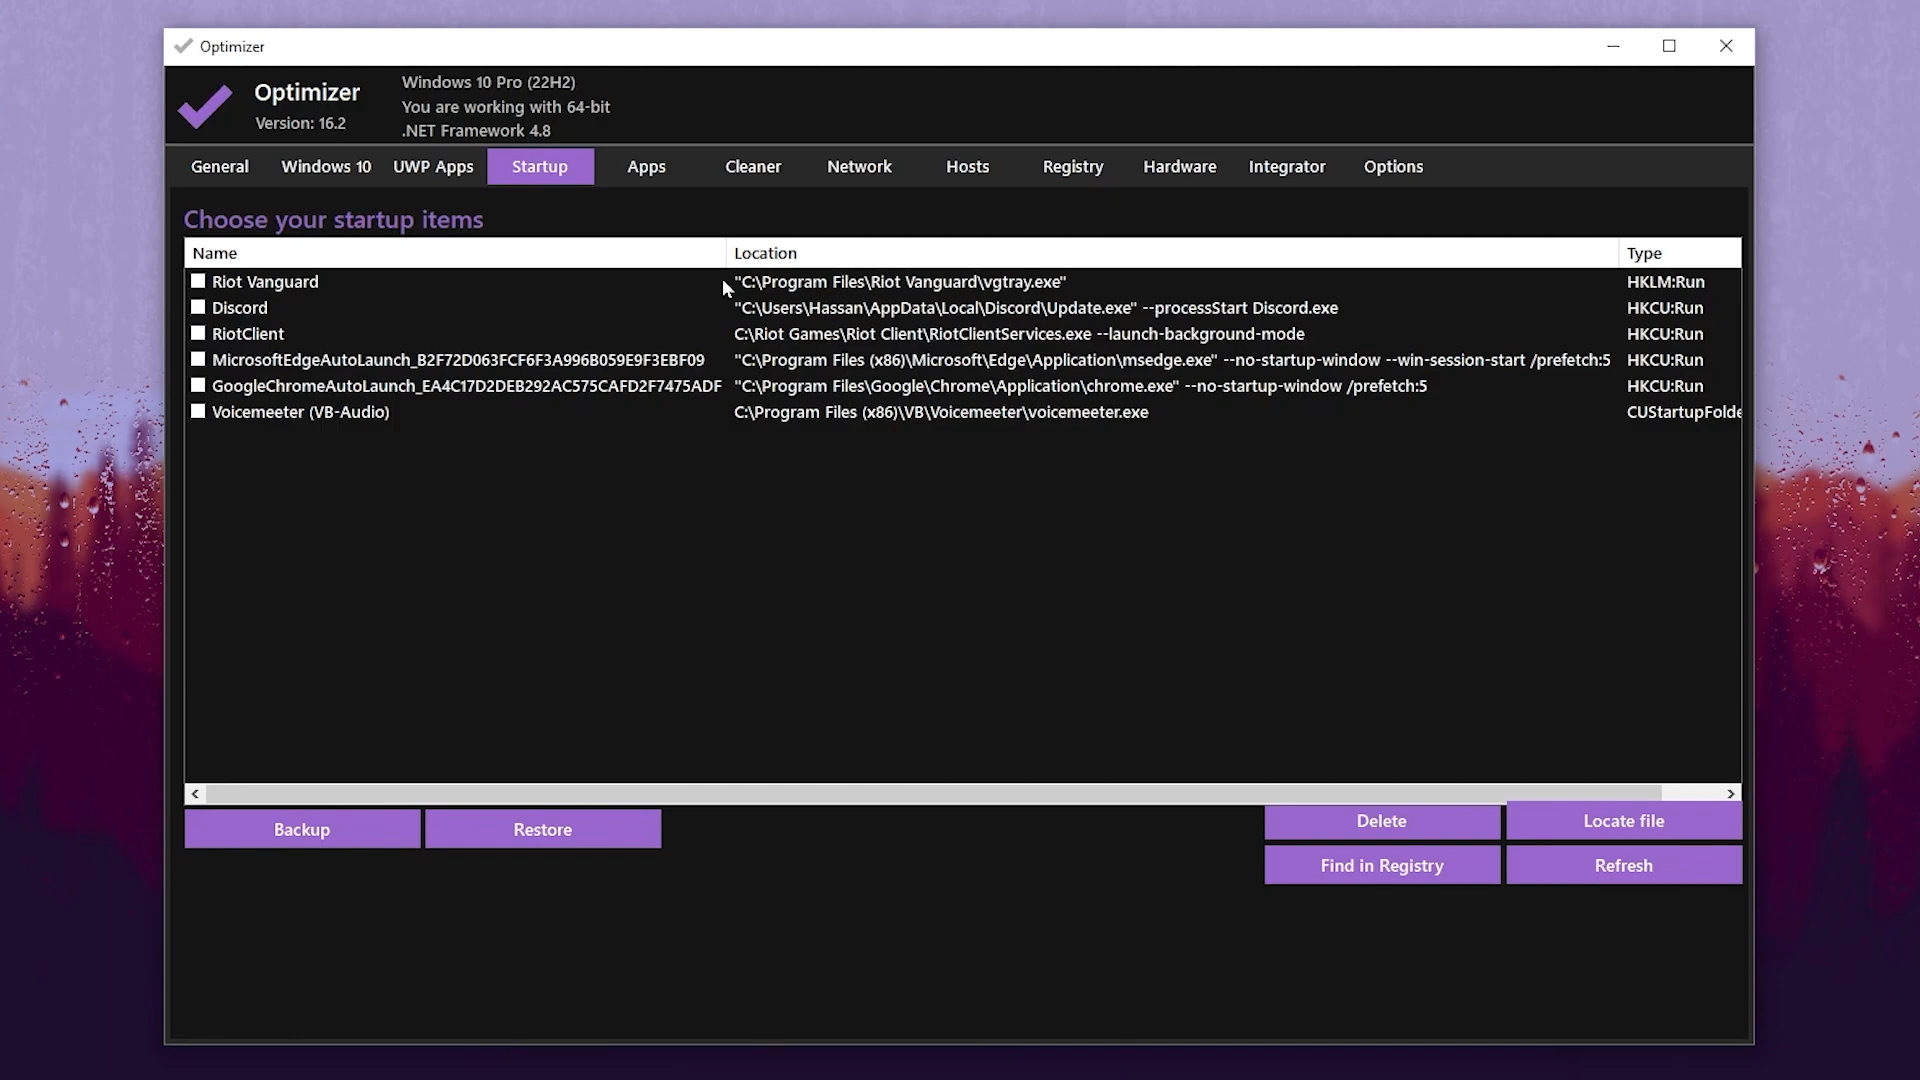 Optimizer
Optimizer
Version: 16.2
Windows 10 Pro (22H2)
You are working with 64-bit
.NET Framework 4.8
General Windows 10 UWP Apps Startup Apps Cleaner Network Hosts Registry Hardware Integrator Options
Choose your startup items
Name Location Type
Riot Vanguard "C:\Program Files\Riot Vanguard\vgtray.exe" HKLM:Run
Discord "C:\Users\Hassan\AppData\Local\Discord\Update.exe" --processStart Discord.exe HKCU:Run
RiotClient C:\Riot Games\Riot Client\RiotClientServices.exe --launch-background-mode HKCU:Run
MicrosoftEdgeAutoLaunch_B2F72D063FCF6F3A996B059E9F3EBF09 "C:\Program Files (x86)\Microsoft\Edge\Application\msedge.exe" --no-startup-window --win-session-start /prefetch:5 HKCU:Run
GoogleChromeAutoLaunch_EA4C17D2DEB292AC575CAFD2F7475ADF "C:\Program Files\Google\Chrome\Application\chrome.exe" --no-startup-window /prefetch:5 HKCU:Run
Voicemeeter (VB-Audio) C:\Program Files (x86)\VB\Voicemeeter\voicemeeter.exe CUStartupFolde
Backup Restore Delete Locate file
Find in Registry Refresh